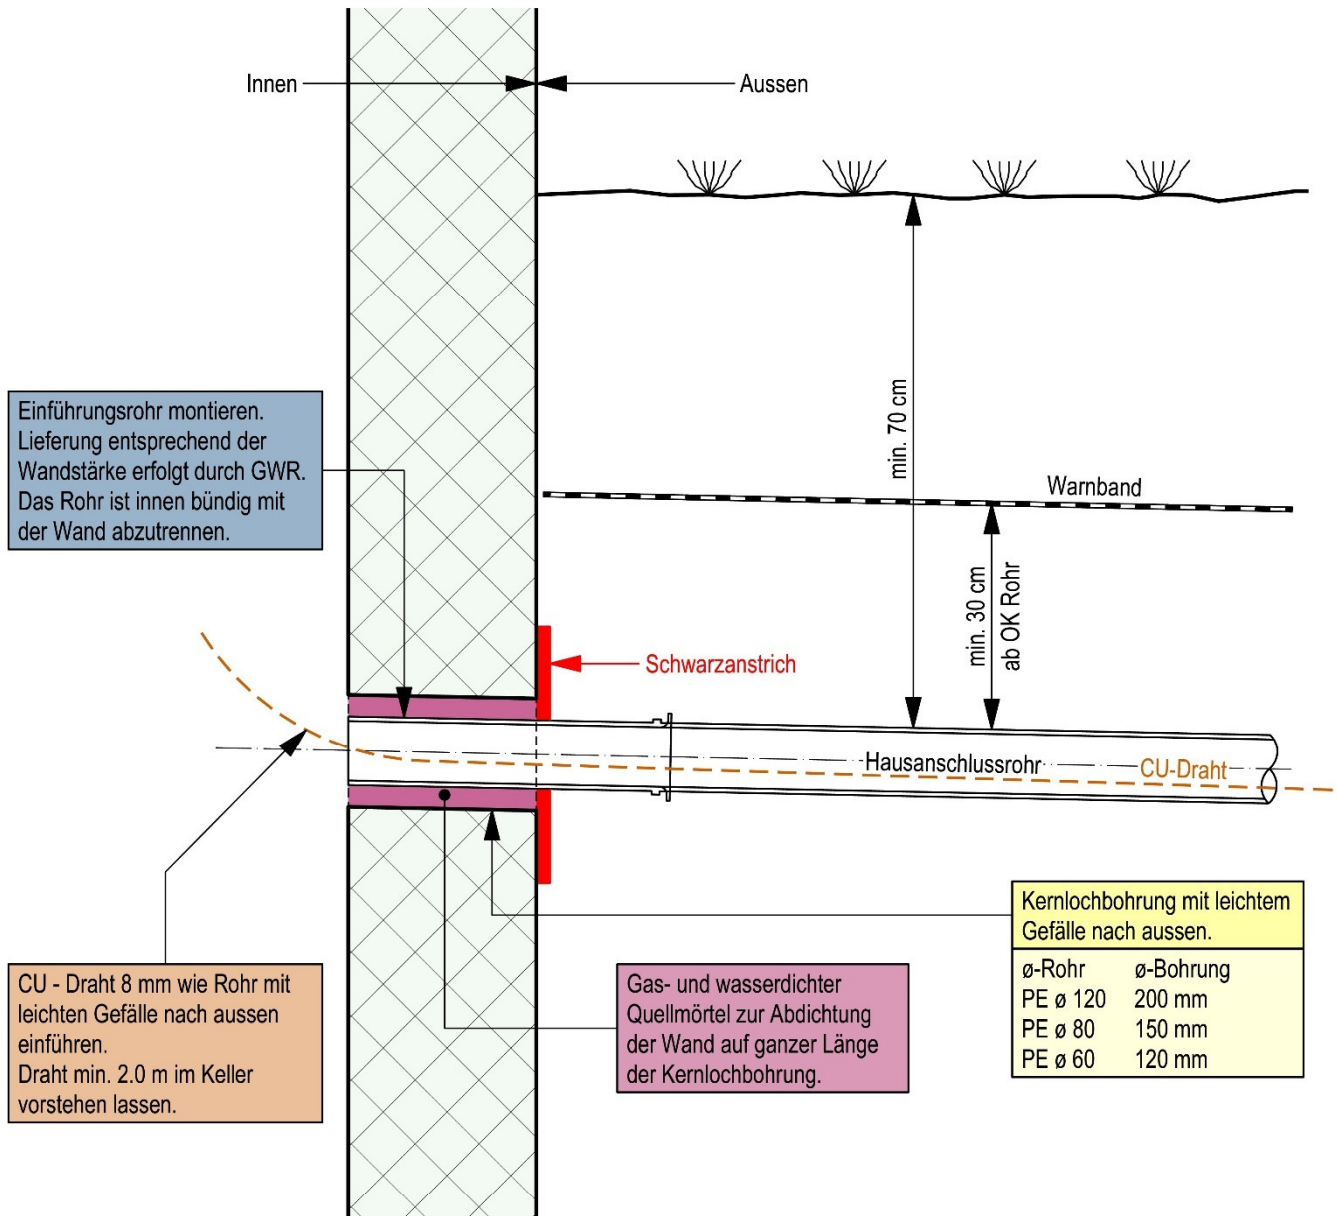 Innen
Aussen
min. 70 cm
Warnband
min. 30 cm
ab OK Rohr
Einführungsrohr montieren.
Lieferung entsprechend der
Wandstärke erfolgt durch GWR.
Das Rohr ist innen bündig mit
der Wand abzutrennen.
Schwarzanstrich
Hausanschlussrohr
CU-Draht
CU - Draht 8 mm wie Rohr mit
leichten Gefälle nach aussen
einführen.
Draht min. 2.0 m im Keller
vorstehen lassen.
Gas- und wasserdichter
Quellmörtel zur Abdichtung
der Wand auf ganzer Länge
der Kernlochbohrung.
Kernlochbohrung mit leichtem
Gefälle nach aussen.
ø-Rohr ø-Bohrung
PE ø 120 200 mm
PE ø 80 150 mm
PE ø 60 120 mm